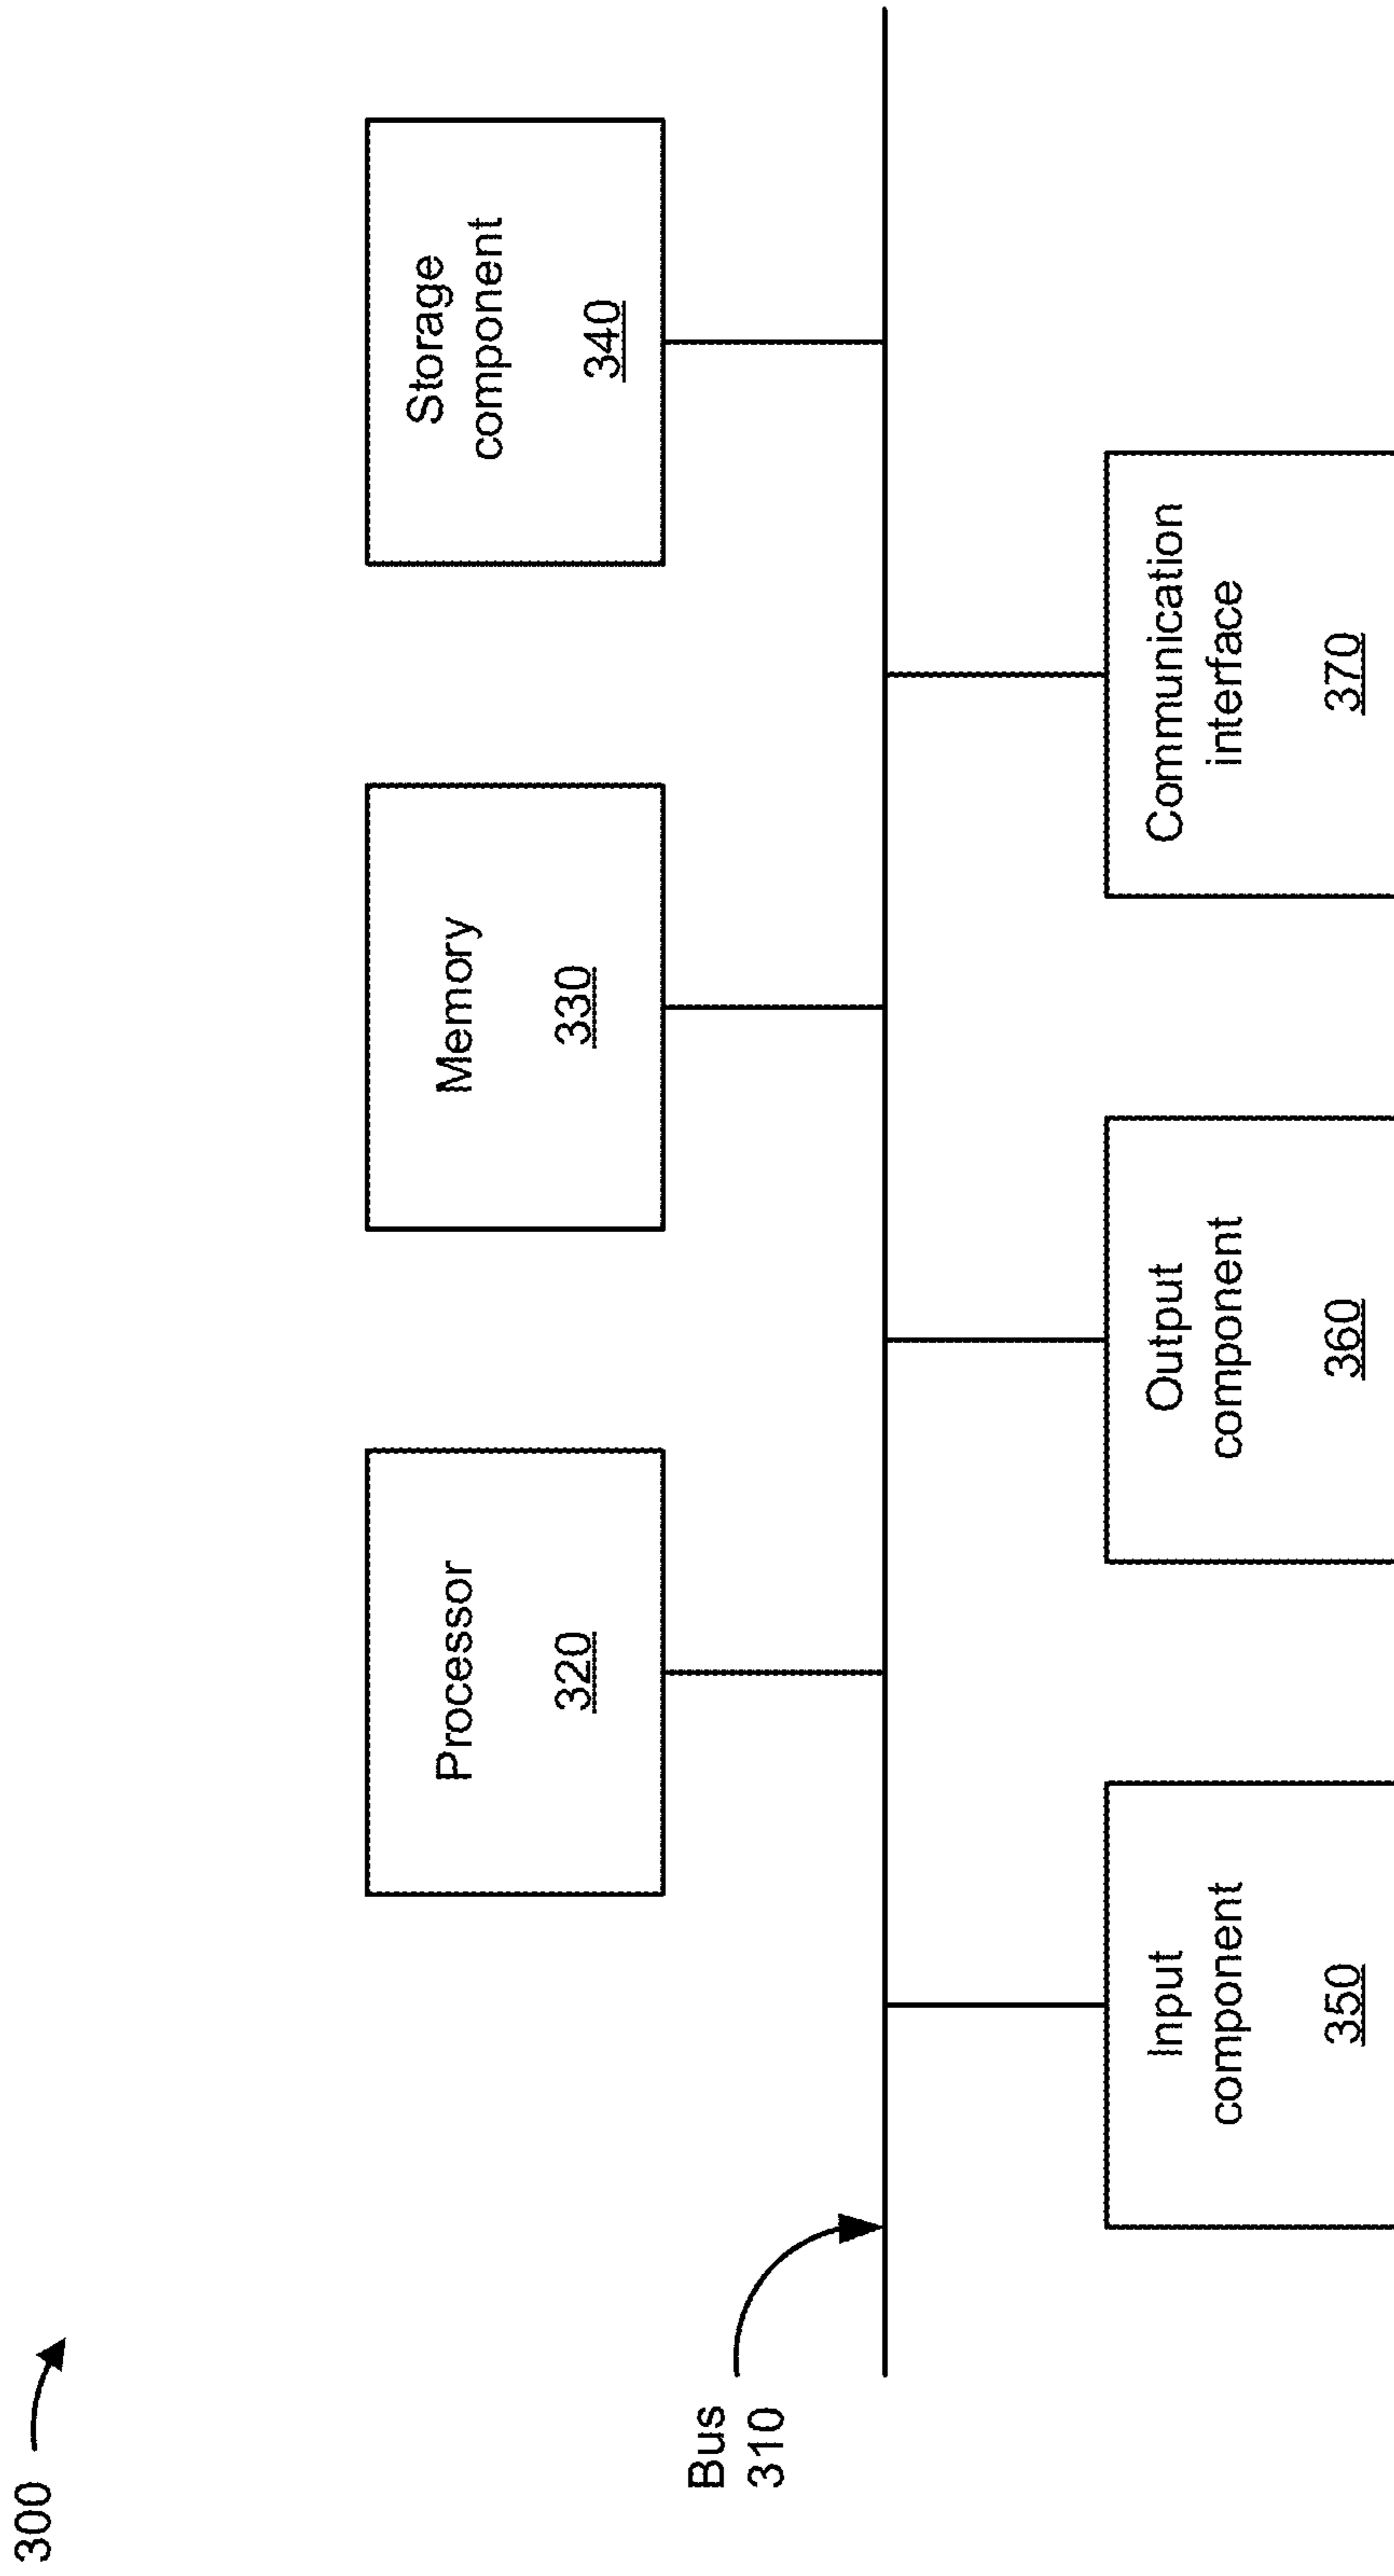 300
Processor
320
Memory
330
Storage
component
340
Bus
310
Input
component
350
Output
component
360
Communication
interface
370